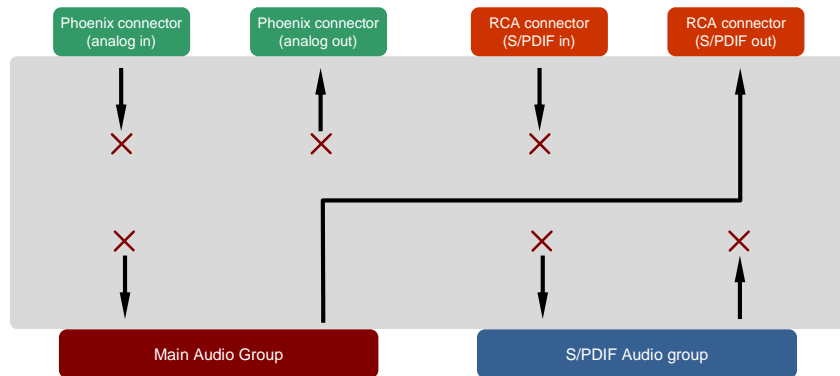 Phoenix connector
(analog in)
Phoenix connector
(analog out)
RCA connector
(S/PDIF in)
RCA connector
(S/PDIF out)
Main Audio Group
S/PDIF Audio group